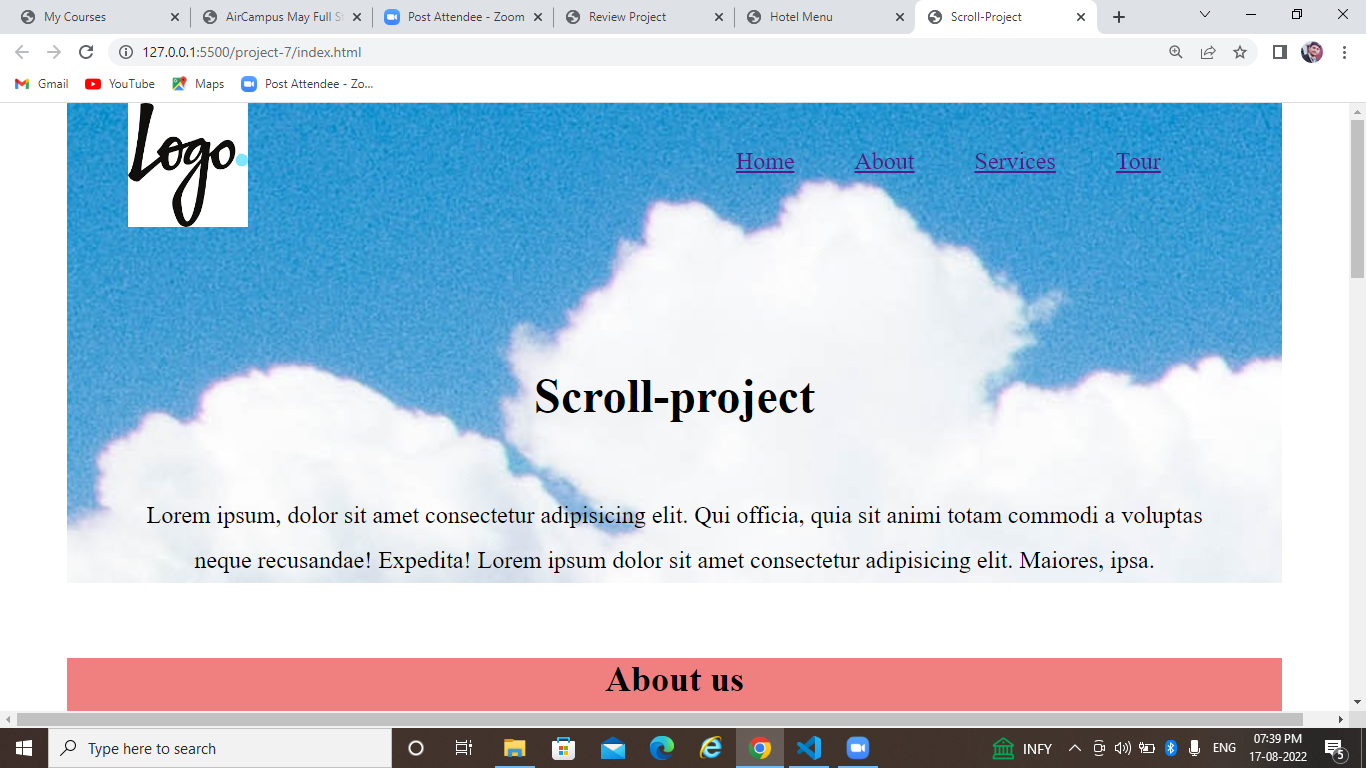 My Courses
AirCampus May Full St
Post Attendee - Zoom
Review Project
Hotel Menu
Scroll-Project
127.0.0.1:5500/project-7/index.html
Gmail
YouTube
Maps
Post Attendee - Zo...
Logo
Home
About
Services
Tour
Scroll-project
Lorem ipsum, dolor sit amet consectetur adipisicing elit. Qui officia, quia sit animi totam commodi a voluptas
neque recusandae! Expedita! Lorem ipsum dolor sit amet consectetur adipisicing elit. Maiores, ipsa.
About us
Type here to search
INFY
ENG
07:39 PM
17-08-2022
5